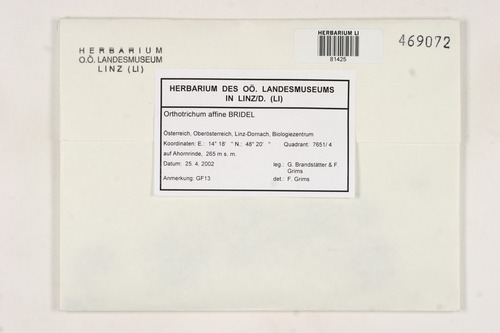 HERBARIUM
O.Ö. LANDESMUSEUM
LINZ (LI)
HERBARIUM LI
81425
469072
HERBARIUM DES OÖ. LANDESMUSEUMS
IN LINZ/D. (LI)
Orthotrichum affine BRIDEL
Österreich, Oberösterreich, Linz-Dornach, Biologiezentrum
Koordinaten: E.: 14° 18' " N.: 48° 20' " Quadrant: 7651/ 4
auf Ahornrinde, 265 m s. m.
Datum: 25. 4. 2002 leg.: G. Brandstätter & F. Grims
Anmerkung: GF13 det.: F. Grims